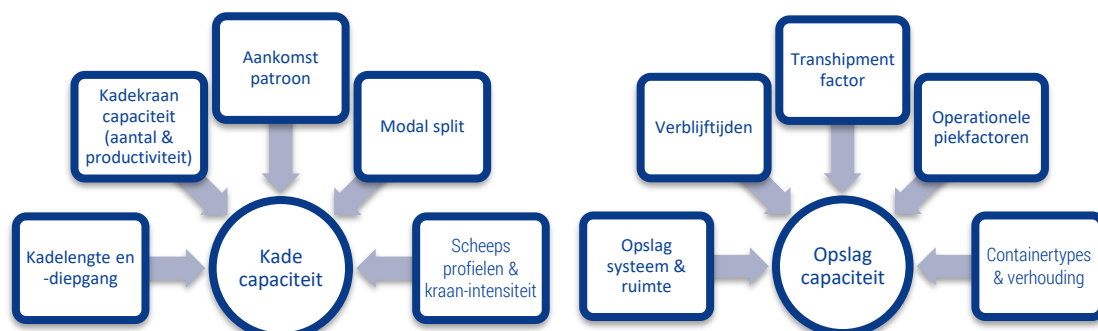 Aankomst
patroon
Kadekraan
capaciteit
(aantal &
productiviteit)
Modal split
Kadelengte en
-diepgang
Kade
capaciteit
Scheeps
profielen &
kraan-intensiteit
Transhipment
factor
Verblijftijden
Operationele
piekfactoren
Opslag
systeem &
ruimte
Opslag
capaciteit
Containertypes
& verhouding